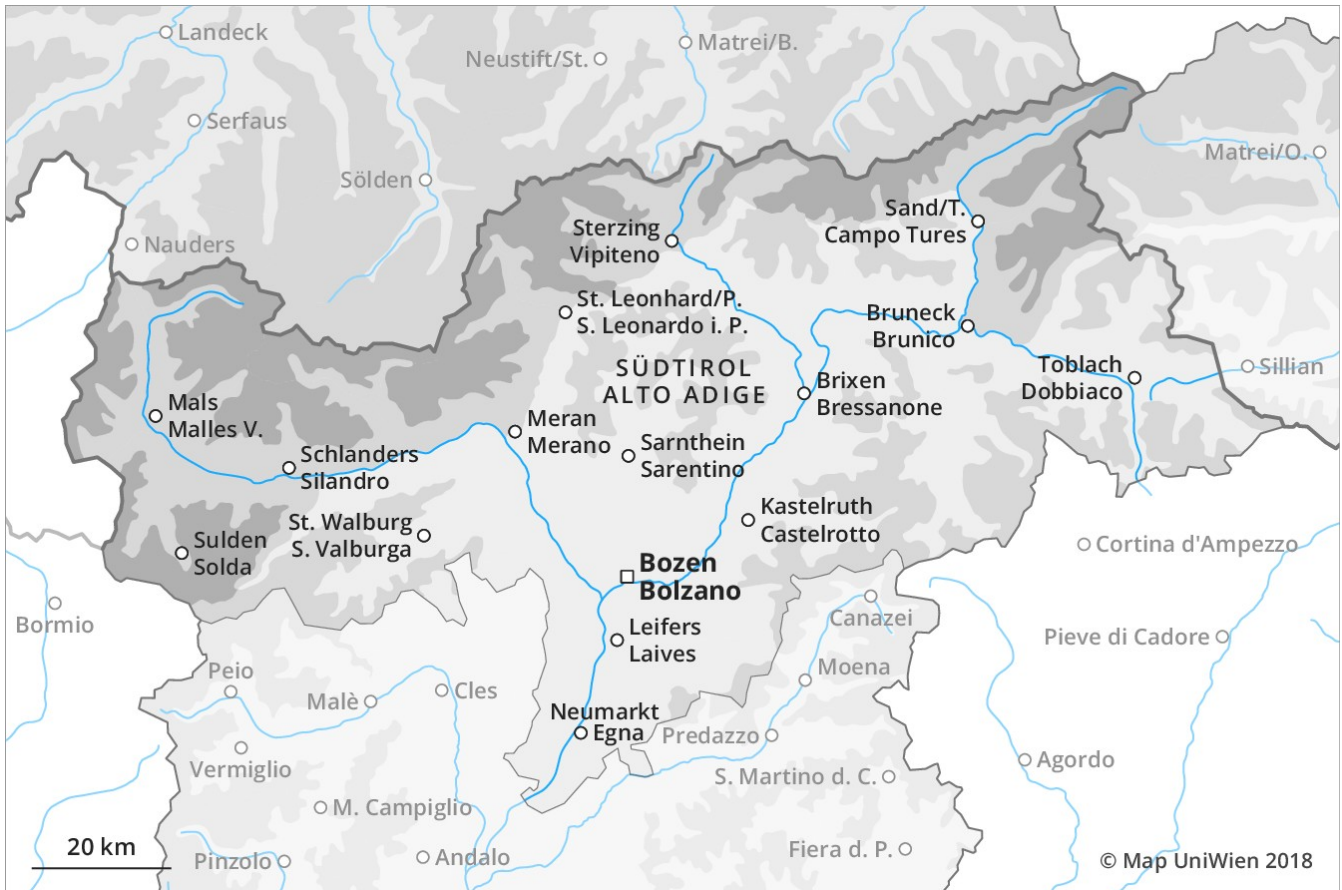 Landeck
Neustift/St.
Matrei/B.
Serfaus
Sölden
Matrei/O.
Nauders
Sand/T.
Campo Tures
Sterzing
Vipiteno
St. Leonhard/P.
S. Leonardo i. P.
Bruneck
Brunico
SÜDTIROL
ALTO ADIGE
Brixen
Bressanone
Toblach
Dobbiaco
Sillian
Mals
Malles V.
Meran
Merano
Sarnthein
Sarentino
Schlanders
Silandro
Kastelruth
Castelrotto
St. Walburg
S. Valburga
Sulden
Solda
Cortina d'Ampezzo
Bozen
Bolzano
Bormio
Canazei
Leifers
Laives
Pieve di Cadore
Peio
Moena
Malè
Cles
Neumarkt
Egna
Predazzo
Vermiglio
S. Martino d. C.
Agordo
M. Campiglio
20 km
Pinzolo
Andalo
Fiera d. P.
© Map UniWien 2018